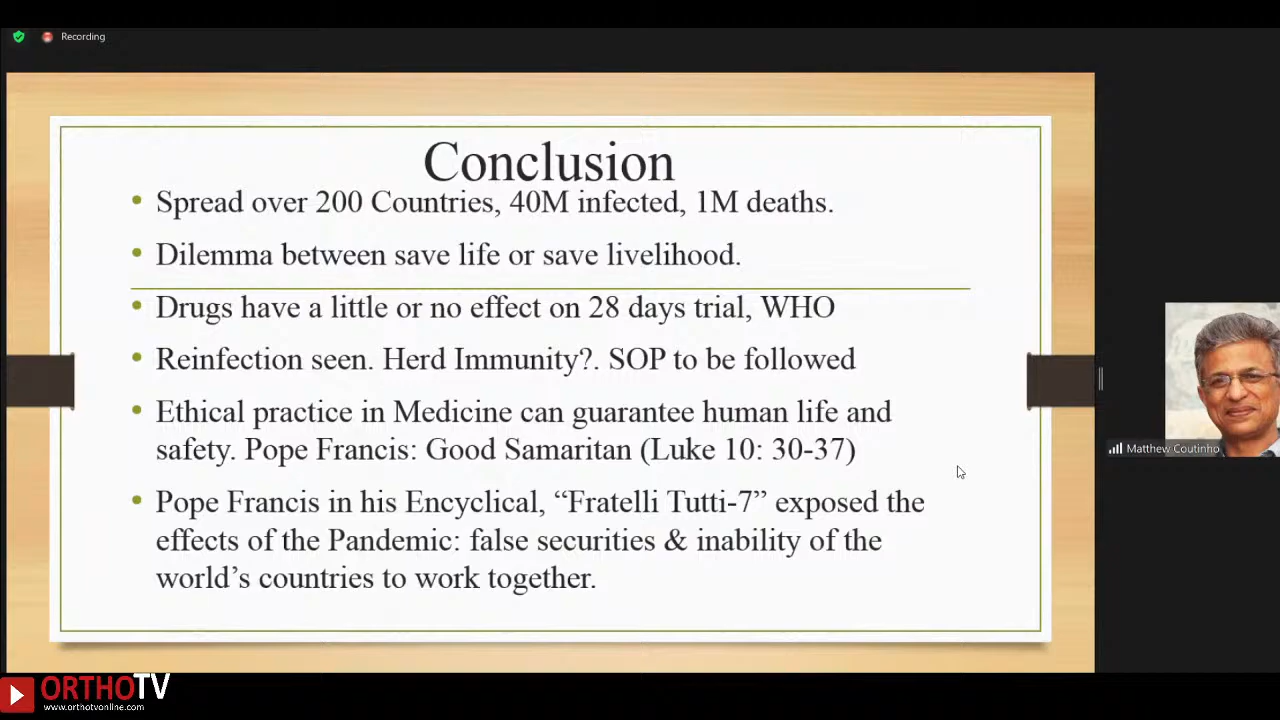 Recording
Conclusion
• Spread over 200 Countries, 40M infected, 1M deaths.
• Dilemma between save life or save livelihood.
• Drugs have a little or no effect on 28 days trial, WHO
• Reinfection seen. Herd Immunity?. SOP to be followed
• Ethical practice in Medicine can guarantee human life and
safety. Pope Francis: Good Samaritan (Luke 10: 30-37)
• Pope Francis in his Encyclical, “Fratelli Tutti-7” exposed the
effects of the Pandemic: false securities & inability of the
world’s countries to work together.
Matthew Coutinho
ORTHOTV
www.orthotvonline.com